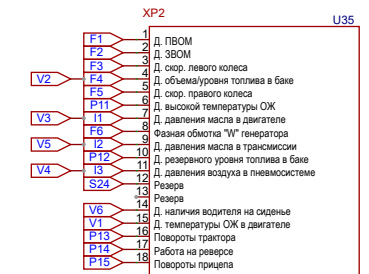 XP2
U35
F1 1 Д. ПВОМ
F2 2 Д. ЗВОМ
F3 3 Д. скор. левого колеса
V2 F4 4 Д. объема/уровня топлива в баке
F5 5 Д. скор. правого колеса
P11 6 Д. высокой температуры ОЖ
V3 I1 7 Д. давления масла в двигателе
F6 8 Фазная обмотка "W" генератора
V5 I2 9 Д. давления масла в трансмиссии
P12 10 Д. резервного уровня топлива в баке
V4 I3 11 Д. давления воздуха в пневмосистеме
S24 12 Резерв
13 Резерв
V6 14 Д. наличия водителя на сиденье
V1 15 Д. температуры ОЖ в двигателе
P13 16 Повороты трактора
P14 17 Работа на реверсе
P15 18 Повороты прицепа